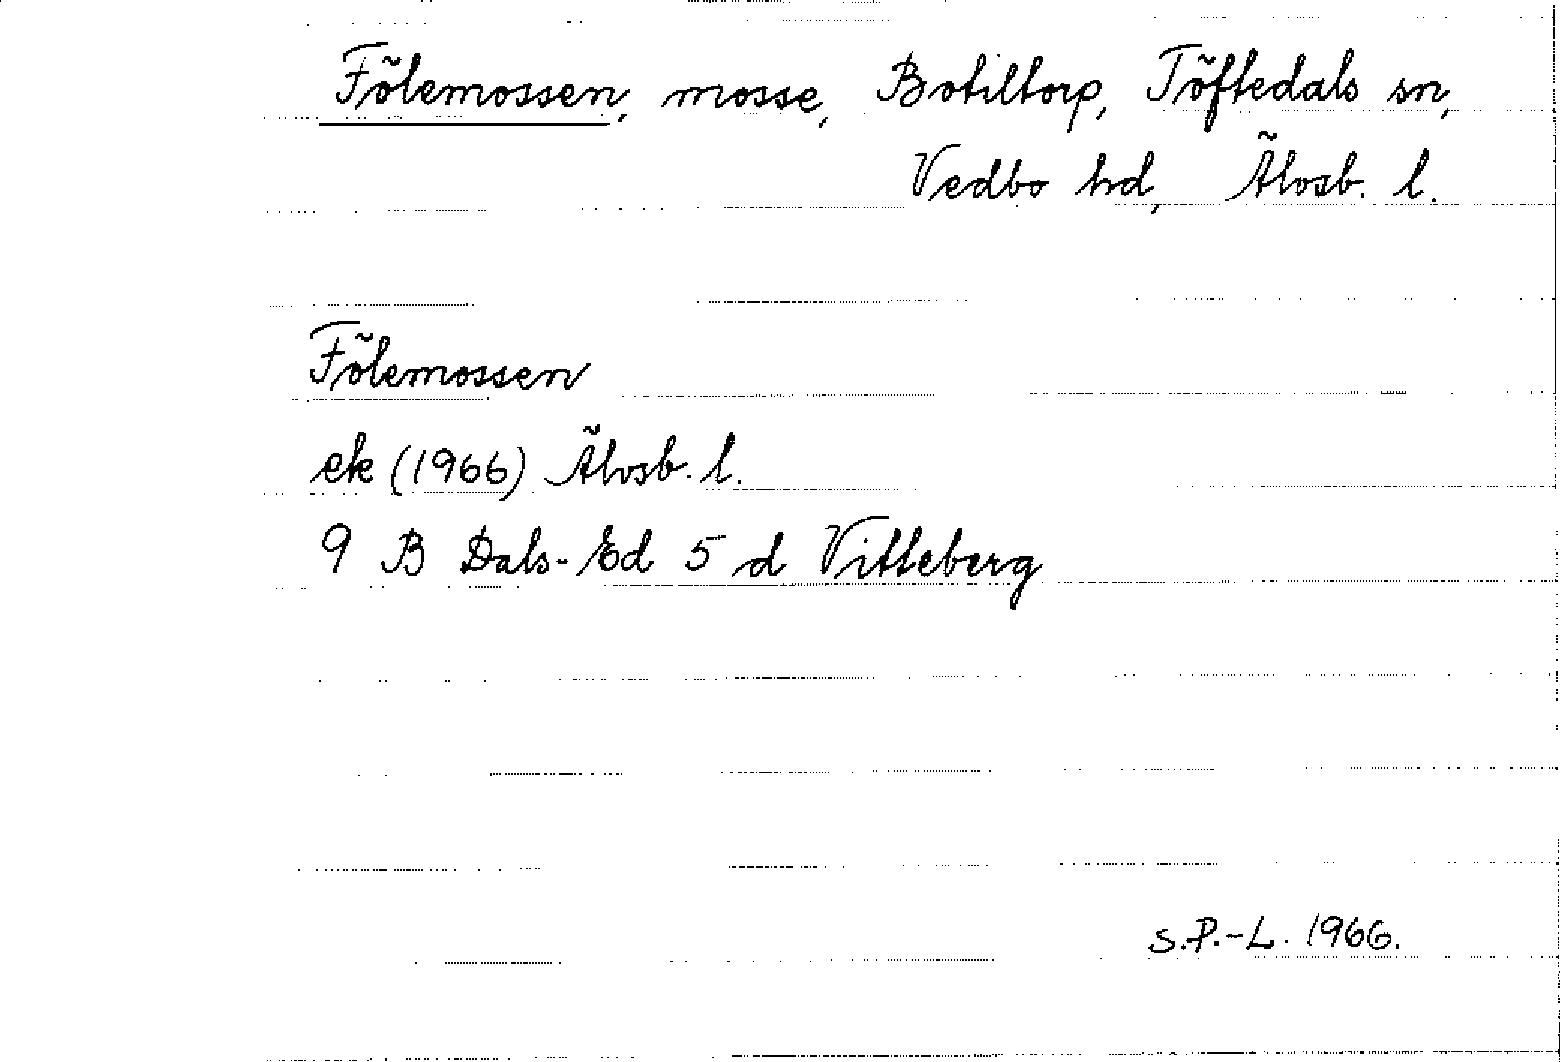 Fölemossen, mosse, Botiltorp, Töftedals sn,
Vedbo hd, Älvsb. l.
Fölemossen
ek (1966) Älvsb. l.
9 B Dals-Ed 5 d Vitteberg
S.P.-L. 1966.